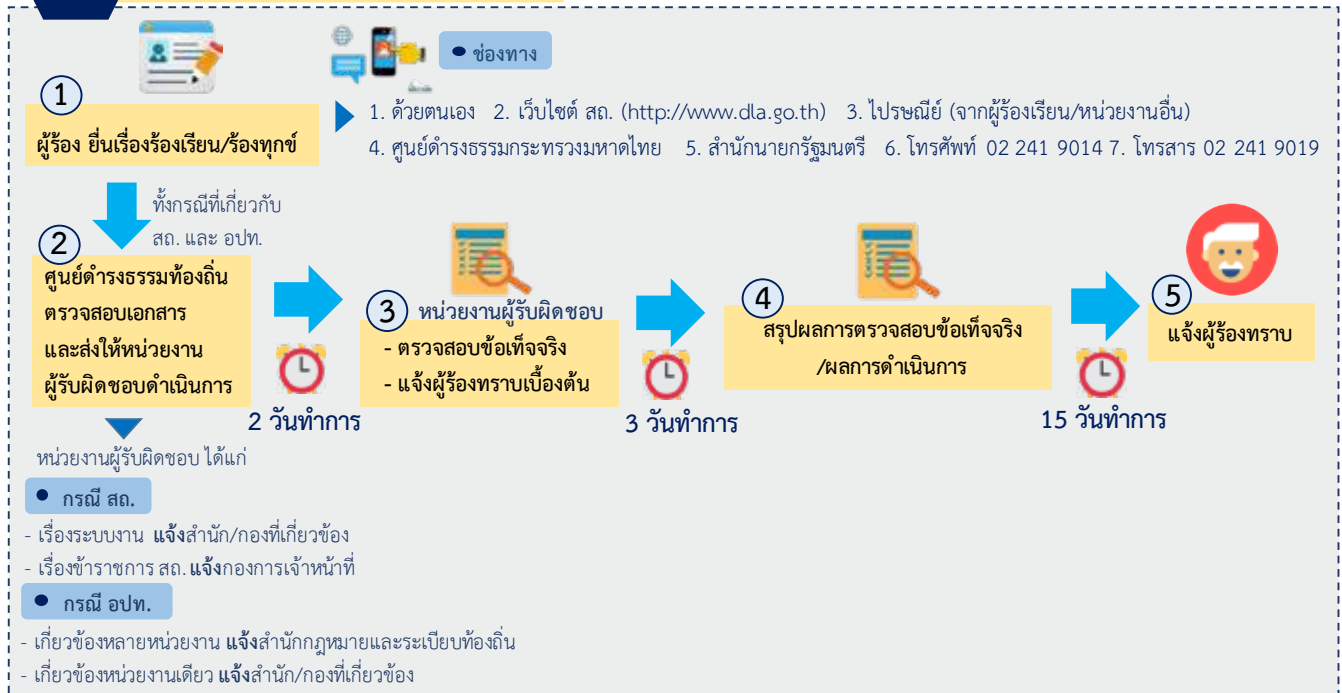 ช่องทาง
1
ผู้ร้อง ยื่นเรื่องร้องเรียน/ร้องทุกข์
1. ด้วยตนเอง 2. เว็บไซต์ สถ. (http://www.dla.go.th) 3. ไปรษณีย์ (จากผู้ร้องเรียน/หน่วยงานอื่น)
4. ศูนย์ดำรงธรรมกระทรวงมหาดไทย 5. สำนักนายกรัฐมนตรี 6. โทรศัพท์ 02 241 9014 7. โทรสาร 02 241 9019
ทั้งกรณีที่เกี่ยวกับ
สถ. และ อปท.
2
ศูนย์ดำรงธรรมท้องถิ่น
ตรวจสอบเอกสาร
และส่งให้หน่วยงาน
ผู้รับผิดชอบดำเนินการ
2 วันทำการ
3 หน่วยงานผู้รับผิดชอบ
- ตรวจสอบข้อเท็จจริง
- แจ้งผู้ร้องทราบเบื้องต้น
3 วันทำการ
4
สรุปผลการตรวจสอบข้อเท็จจริง
/ผลการดำเนินการ
15 วันทำการ
5
แจ้งผู้ร้องทราบ
หน่วยงานผู้รับผิดชอบ ได้แก่
กรณี สถ.
- เรื่องระบบงาน แจ้งสำนัก/กองที่เกี่ยวข้อง
- เรื่องข้าราชการ สถ. แจ้งกองการเจ้าหน้าที่
กรณี อปท.
- เกี่ยวข้องหลายหน่วยงาน แจ้งสำนักกฎหมายและระเบียบท้องถิ่น
- เกี่ยวข้องหน่วยงานเดียว แจ้งสำนัก/กองที่เกี่ยวข้อง